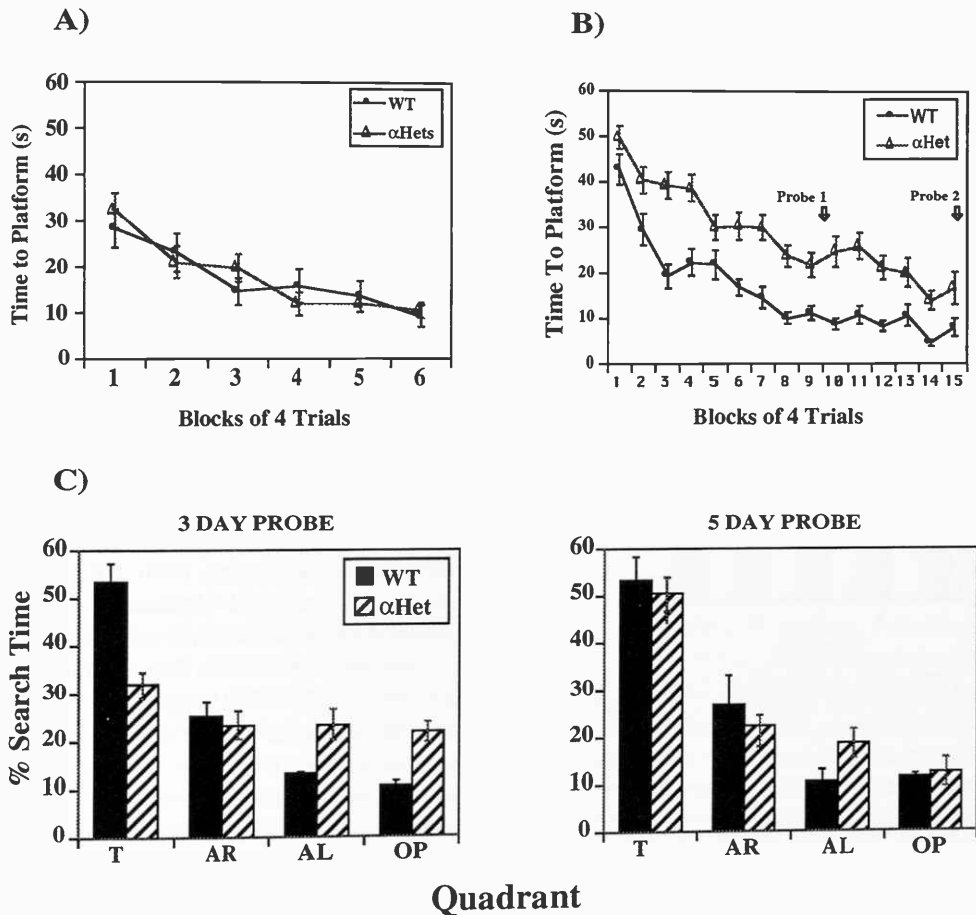 A)
60
50
40
30
20
10
0
Time to Platform (s)
WT
αHets
1 2 3 4 5 6
Blocks of 4 Trials
B)
60
50
40
30
20
10
0
Time To Platform (s)
WT
αHet
Probe 1
Probe 2
1 2 3 4 5 6 7 8 9 10 11 12 13 14 15
Blocks of 4 Trials
C)
3 DAY PROBE
60
50
40
30
20
10
0
% Search Time
WT
αHet
T AR AL OP
5 DAY PROBE
60
50
40
30
20
10
0
T AR AL OP
Quadrant